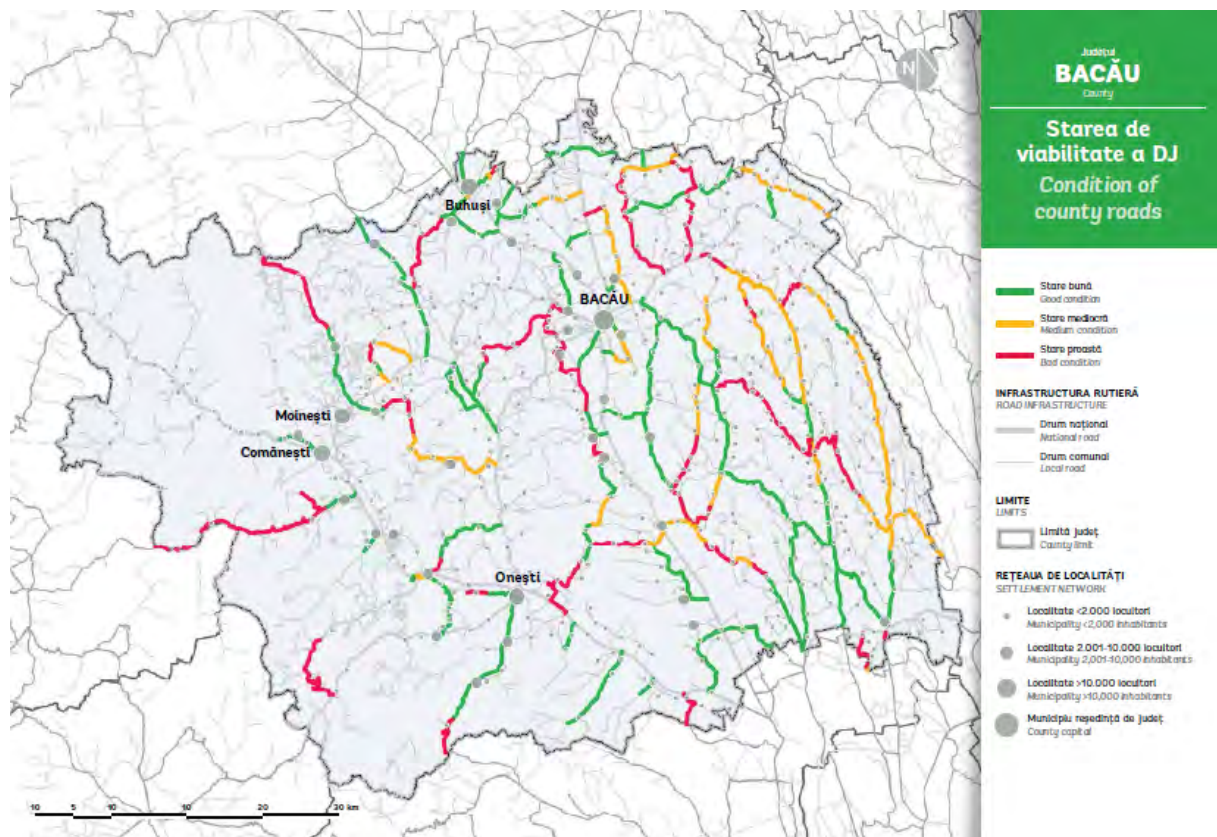 Județul
BACĂU
County
Starea de
viabilitate a DJ
Condition of
county roads
N
Buhuși
BACĂU
Moinești
Comănești
Onești
Stare bună
Good condition
Stare mediocră
Medium condition
Stare proastă
Bad condition
INFRASTRUCTURA RUTIERĂ
ROAD INFRASTRUCTURE
Drum național
National road
Drum comunal
Local road
LIMITE
LIMITS
Limită județ
County limit
REȚEAUA DE LOCALITĂȚI
SETTLEMENT NETWORK
Localitate <2.000 locuitori
Municipality <2,000 inhabitants
Localitate 2.001-10.000 locuitori
Municipality 2,001-10,000 inhabitants
Localitate >10.000 locuitori
Municipality >10,000 inhabitants
Municipiu reședință de județ
County capital
10 5 10 10 20 30 km